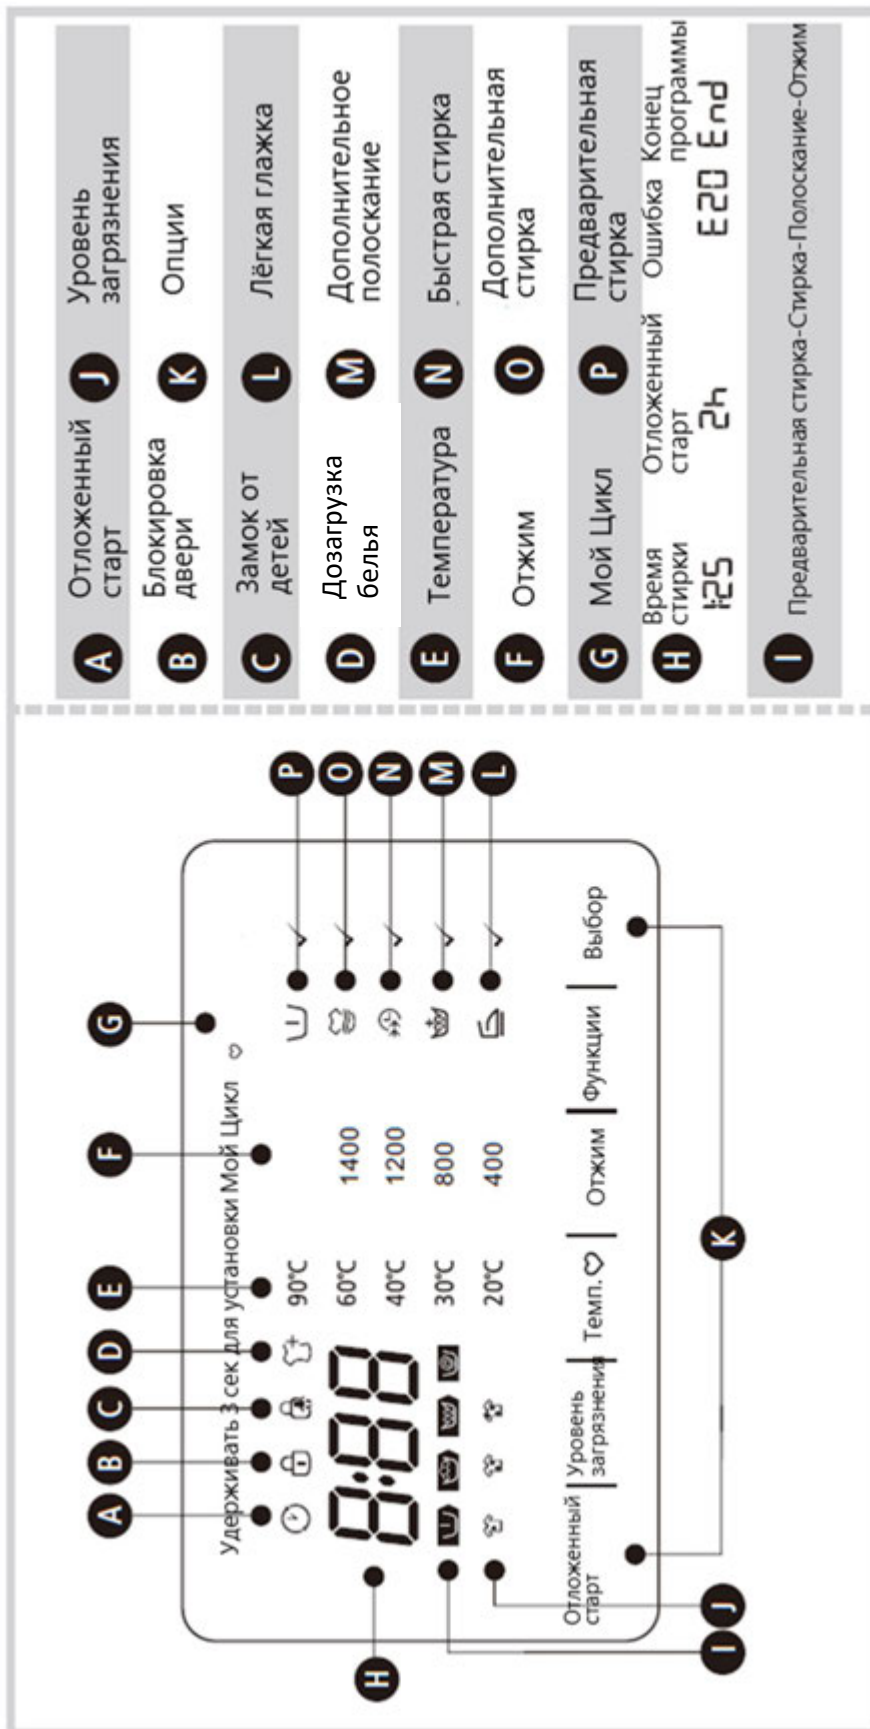 A B C D E F G
Удерживать 3 сек для установки Мой Цикл
90°C
P
8:88
60°C 1400
O
40°C 1200
N
H
30°C 800
M
I
20°C 400
L
J
Отложенный старт
Уровень загрязнения
Темп.
Отжим
Функции
Выбор
K
A Отложенный
старт
J Уровень
загрязнения
B Блокировка
двери
K Опции
C Замок от
детей
L Лёгкая глажка
D Дозагрузка
белья
M Дополнительное
полоскание
E Температура
N Быстрая стирка
F Отжим
O Дополнительная
стирка
G Мой Цикл
P Предварительная
стирка
H Время
стирки
1:25
Отложенный
старт
2h
Ошибка
E20
Конец
программы
End
I Предварительная стирка-Стирка-Полоскание-Отжим